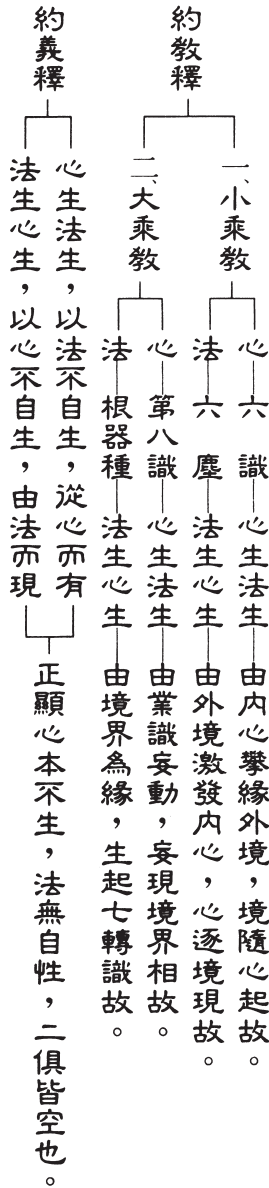 約教釋
一、小乘教
心—六識—心生法生—由內心攀緣外境，境隨心起故。
法—六塵—法生心生—由外境激發內心，心逐境現故。
二、大乘教
心—第八識—心生法生—由業識妄動，妄現境界相故。
法—根器種—法生心生—由境界為緣，生起七轉識故。
約義釋
心生法生，以法不自生，從心而有
法生心生，以心不自生，由法而現
正顯心本不生，法無自性，二俱皆空也。